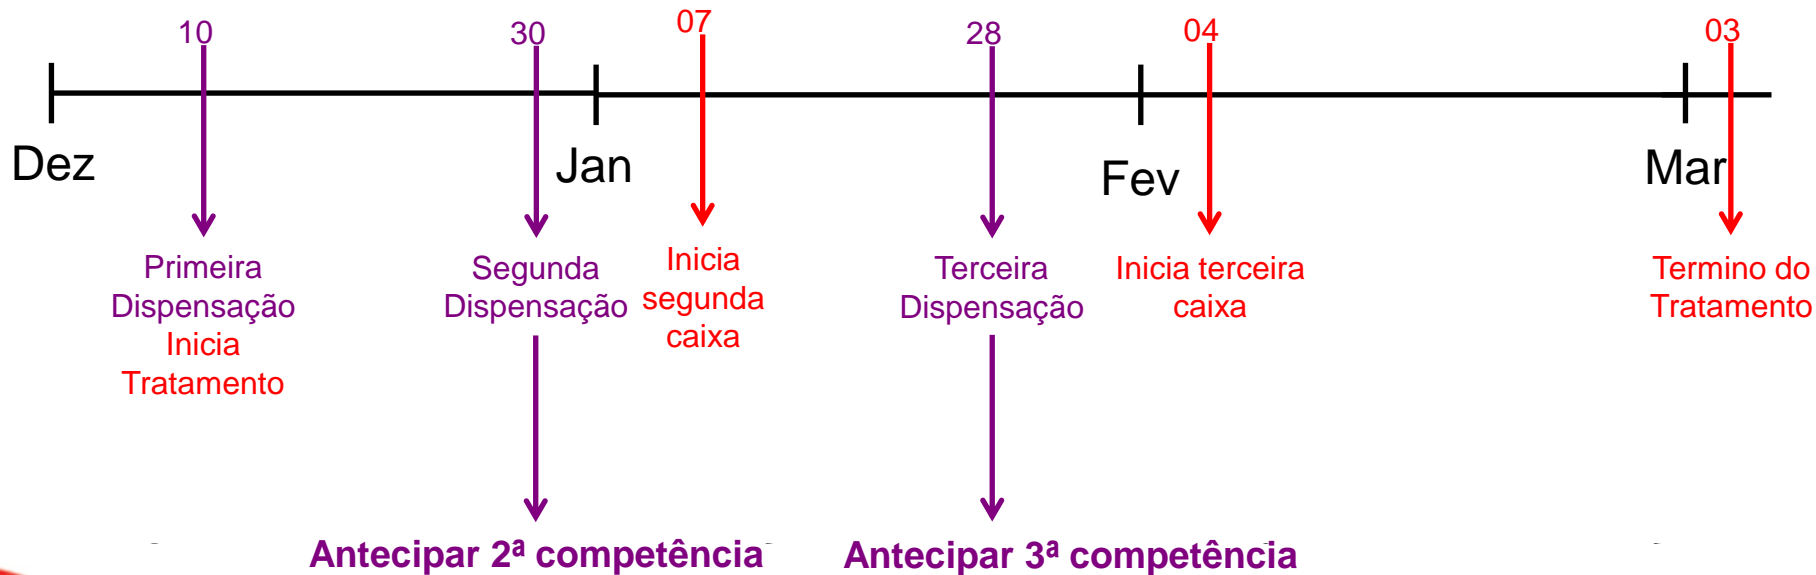 10
30
07
28
04
03
Dez
Jan
Fev
Mar
Primeira
Dispensação
Inicia
Tratamento
Segunda
Dispensação
Inicia
segunda
caixa
Terceira
Dispensação
Inicia terceira
caixa
Termino do
Tratamento
Antecipar 2ª competência
Antecipar 3ª competência